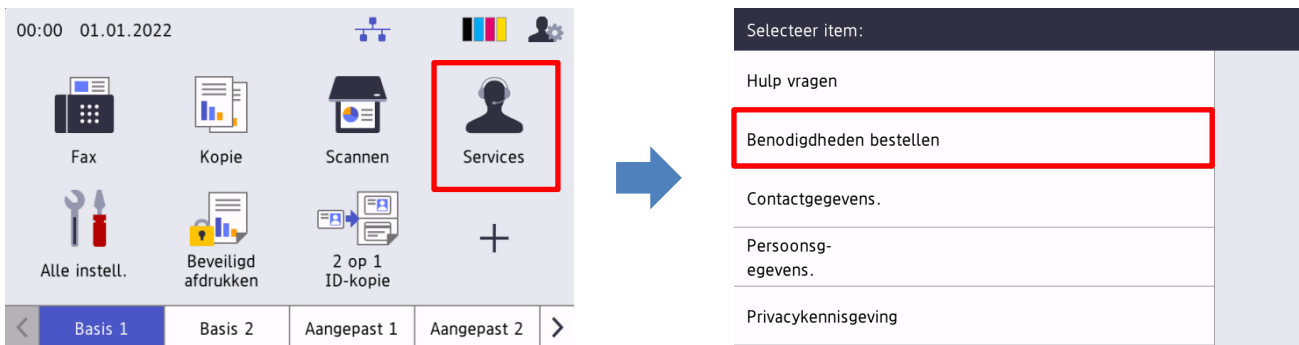 00:00 01.01.2022
Fax
Kopie
Scannen
Services
Alle instell.
Beveiligd
afdrukken
2 op 1
ID-kopie
Basis 1
Basis 2
Aangepast 1
Aangepast 2
Selecteer item:
Hulp vragen
Benodigdheden bestellen
Contactgegevens.
Persoonsg-
egevens.
Privacykennisgeving